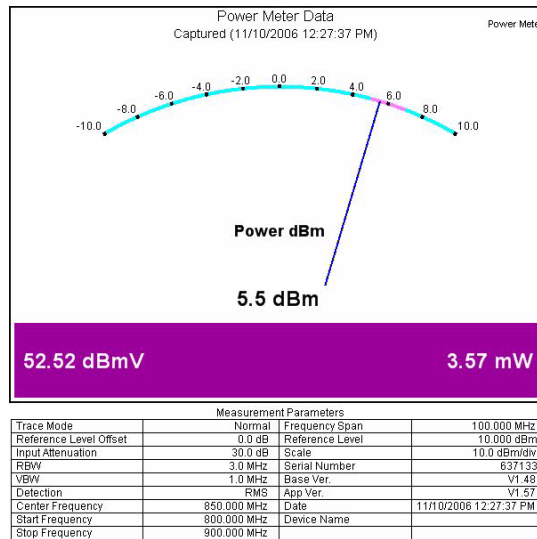 Power Meter Data
Power Mete
Captured (11/10/2006 12:27:37 PM)
-10.0 -8.0 -6.0 -4.0 -2.0 0.0 2.0 4.0 6.0 8.0 10.0
Power dBm
5.5 dBm
52.52 dBmV 3.57 mW
Measurement Parameters
Trace Mode Normal Frequency Span 100.000 MHz
Reference Level Offset 0.0 dB Reference Level 10.000 dBm
Input Attenuation 30.0 dB Scale 10.0 dBm/div
RBW 3.0 MHz Serial Number 637133
VBW 1.0 MHz Base Ver. V1.48
Detection RMS App Ver. V1.57
Center Frequency 850.000 MHz Date 11/10/2006 12:27:37 PM
Start Frequency 800.000 MHz Device Name
Stop Frequency 900.000 MHz